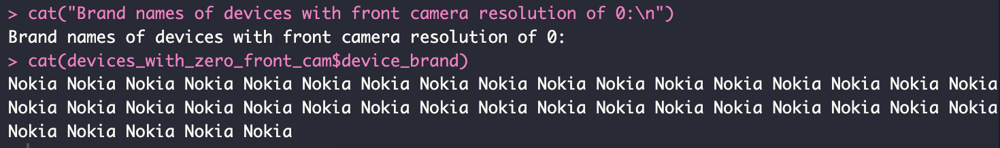 > cat("Brand names of devices with front camera resolution of 0:\n")
Brand names of devices with front camera resolution of 0:
> cat(devices_with_zero_front_cam$device_brand)
Nokia Nokia Nokia Nokia Nokia Nokia Nokia Nokia Nokia Nokia Nokia Nokia Nokia Nokia Nokia Nokia Nokia
Nokia Nokia Nokia Nokia Nokia Nokia Nokia Nokia Nokia Nokia Nokia Nokia Nokia Nokia Nokia Nokia Nokia
Nokia Nokia Nokia Nokia Nokia